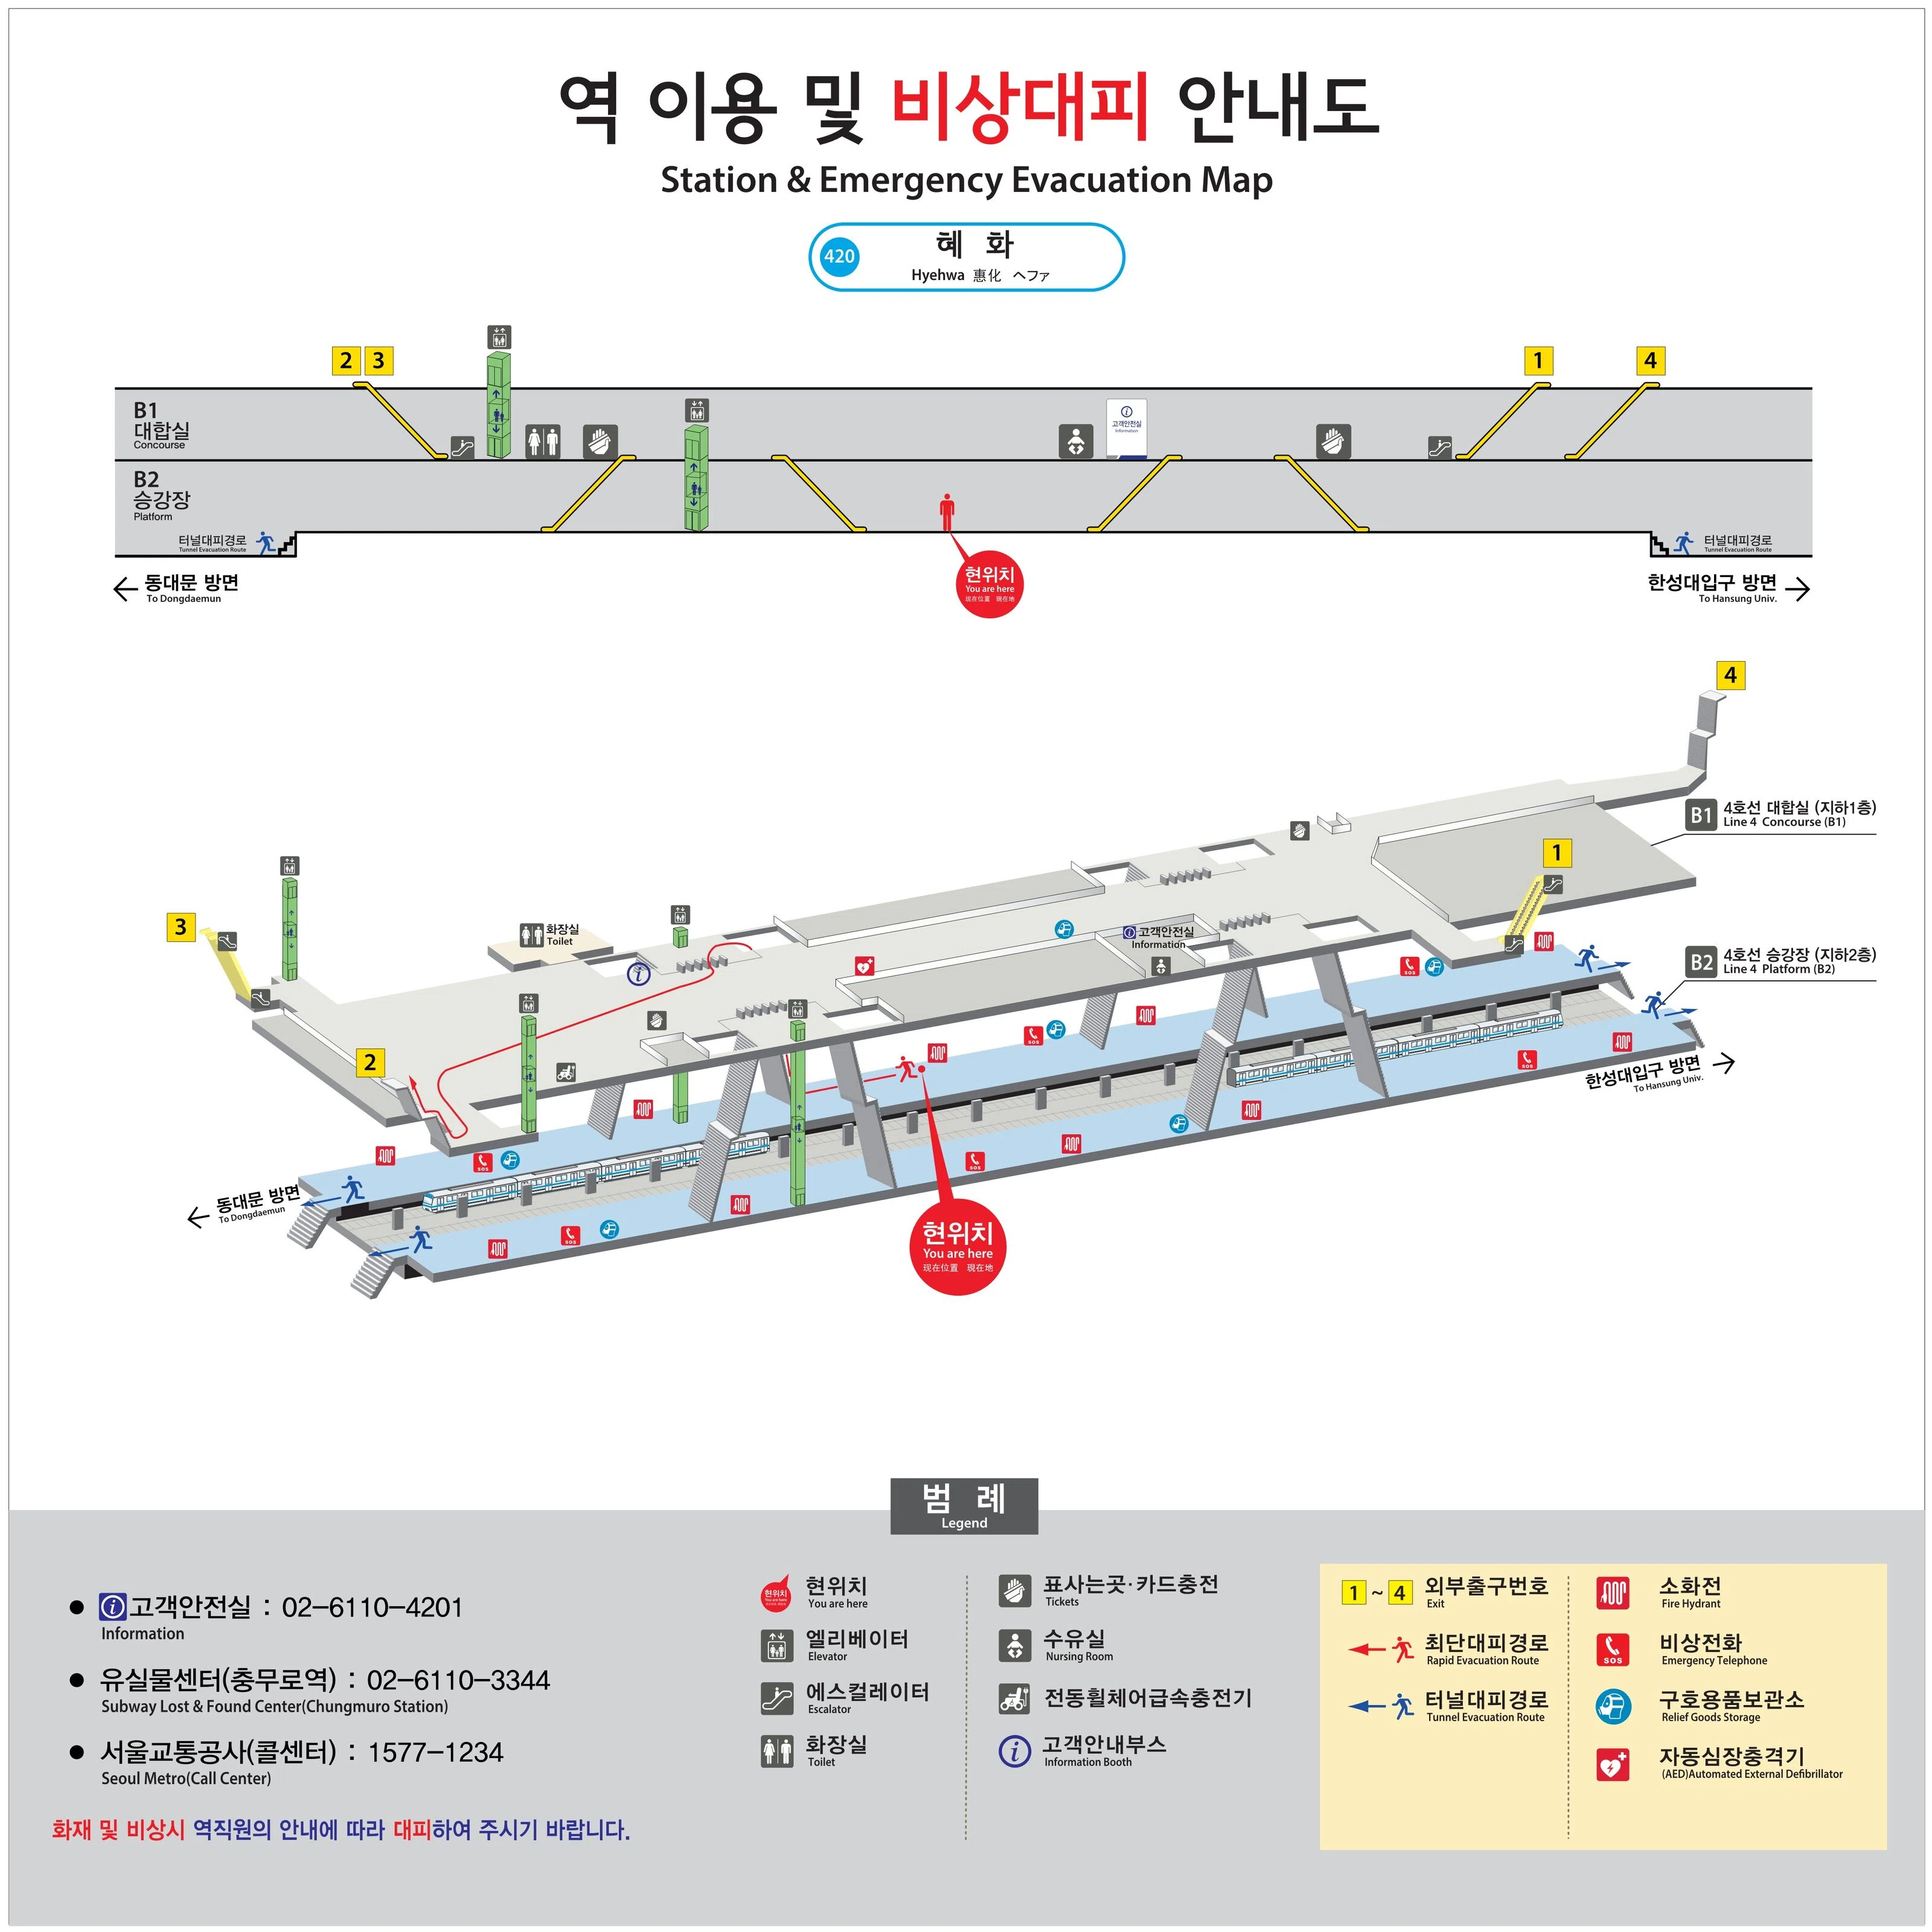 역 이용 및 비상대피 안내도
Station & Emergency Evacuation Map
420
혜 화
Hyehwa 惠化 ヘファ
2 3
1
4
B1
대합실
Concourse
고객안전실
Information
B2
승강장
Platform
터널대피경로
Tunnel Evacuation Route
터널대피경로
Tunnel Evacuation Route
동대문 방면
To Dongdaemun
현위치
You are here
现在位置 現在地
한성대입구 방면
To Hansung Univ.
4
B1 4호선 대합실 (지하1층)
Line 4 Concourse (B1)
1
3
화장실
Toilet
고객안전실
Information
B2 4호선 승강장 (지하2층)
Line 4 Platform (B2)
SOS
SOS
2
SOS
한성대입구 방면
To Hansung Univ.
SOS
SOS
동대문 방면
To Dongdaemun
SOS
현위치
You are here
现在位置 現在地
범 례
Legend
고객안전실 : 02-6110-4201
Information
유실물센터(충무로역) : 02-6110-3344
Subway Lost & Found Center(Chungmuro Station)
서울교통공사(콜센터) : 1577-1234
Seoul Metro(Call Center)
화재 및 비상시 역직원의 안내에 따라 대피하여 주시기 바랍니다.
현위치
You are here
엘리베이터
Elevator
에스컬레이터
Escalator
화장실
Toilet
표사는곳·카드충전
Tickets
수유실
Nursing Room
전동휠체어급속충전기
고객안내부스
Information Booth
1 ~ 4 외부출구번호
Exit
최단대피경로
Rapid Evacuation Route
터널대피경로
Tunnel Evacuation Route
소화전
Fire Hydrant
SOS
비상전화
Emergency Telephone
구호용품보관소
Relief Goods Storage
자동심장충격기
(AED)Automated External Defibrillator